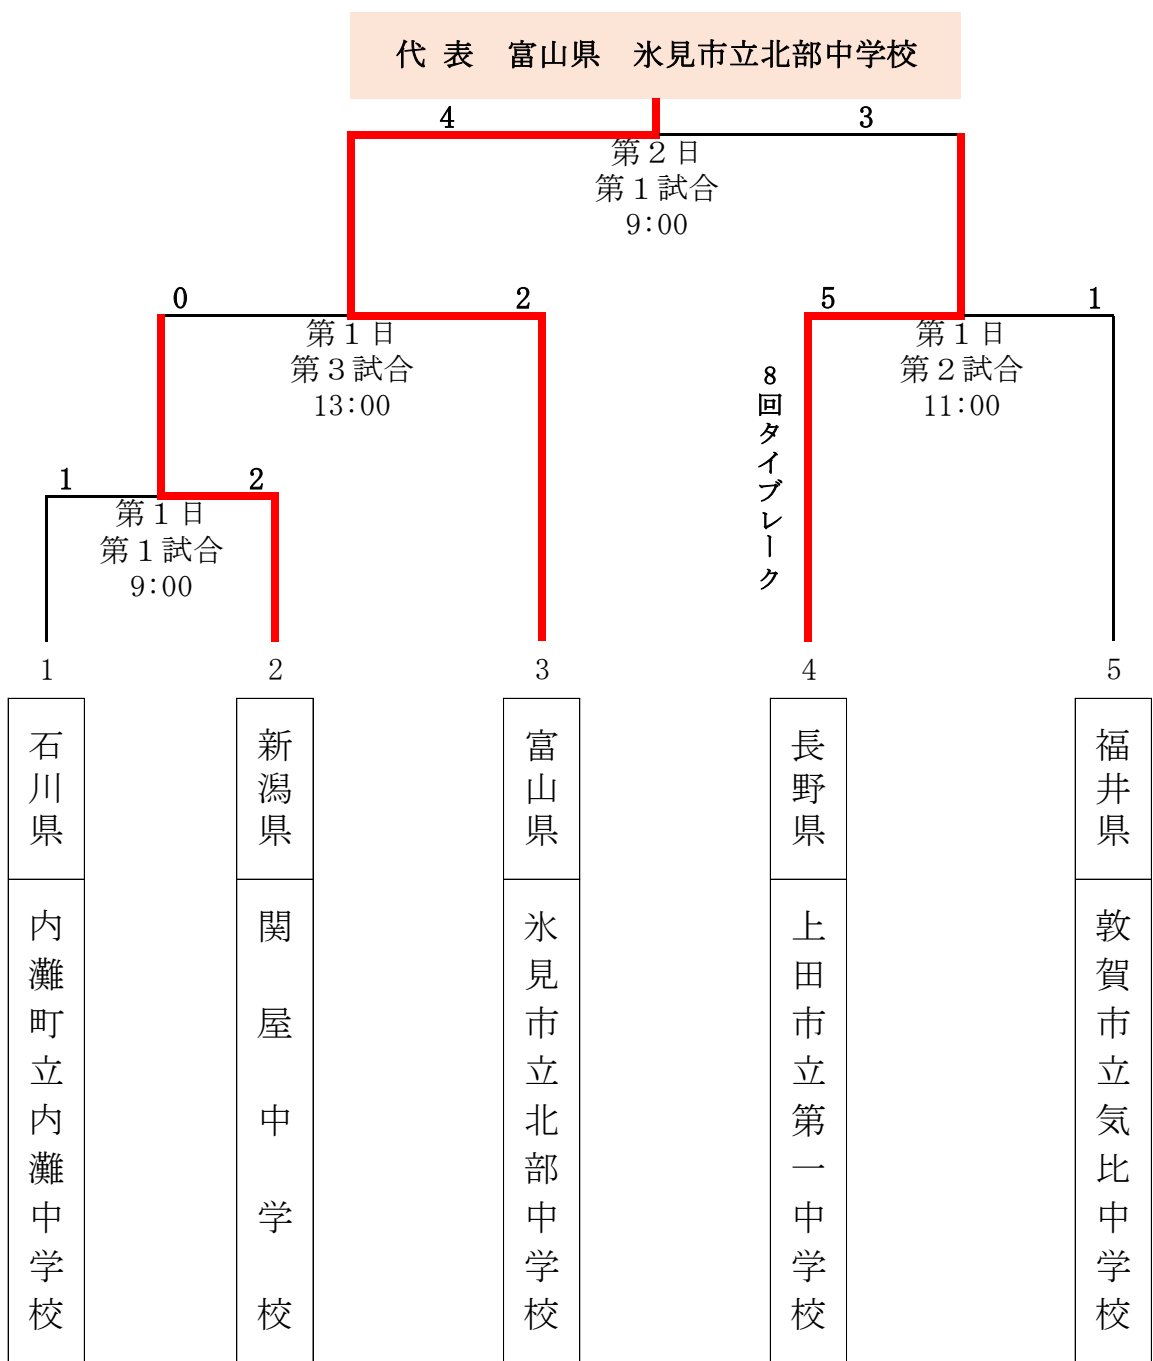 代 表　富山県　氷見市立北部中学校
4
3
第２日
第１試合
9:00
0
2
5
1
第１日
第３試合
13:00
第１日
第２試合
11:00
8回タイブレーク
1
2
第１日
第１試合
9:00
1
2
3
4
5
石川県
新潟県
富山県
長野県
福井県
内灘町立内灘中学校
関屋中学校
氷見市立北部中学校
上田市立第一中学校
敦賀市立気比中学校